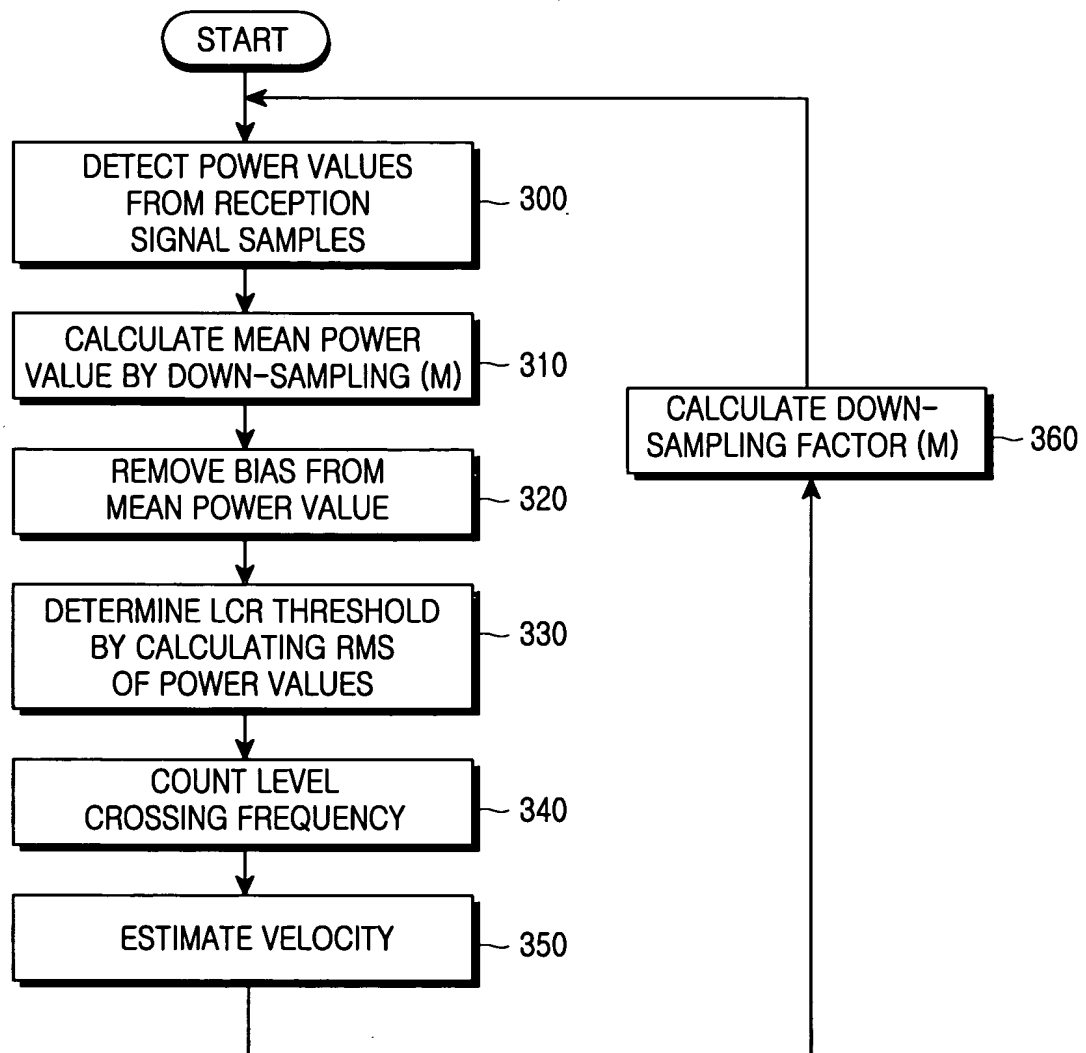 START
DETECT POWER VALUES
FROM RECEPTION
SIGNAL SAMPLES
300
CALCULATE MEAN POWER
VALUE BY DOWN-SAMPLING (M)
310
REMOVE BIAS FROM
MEAN POWER VALUE
320
DETERMINE LCR THRESHOLD
BY CALCULATING RMS
OF POWER VALUES
330
COUNT LEVEL
CROSSING FREQUENCY
340
ESTIMATE VELOCITY
350
CALCULATE DOWN-
SAMPLING FACTOR (M)
360